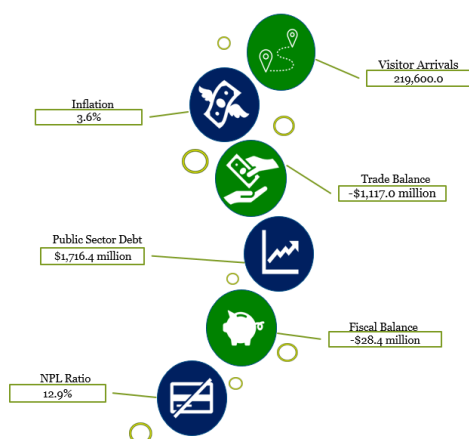 Visitor Arrivals
219,600.0
Inflation
3.6%
Trade Balance
-$1,117.0 million
Public Sector Debt
$1,716.4 million
Fiscal Balance
-$28.4 million
NPL Ratio
12.9%